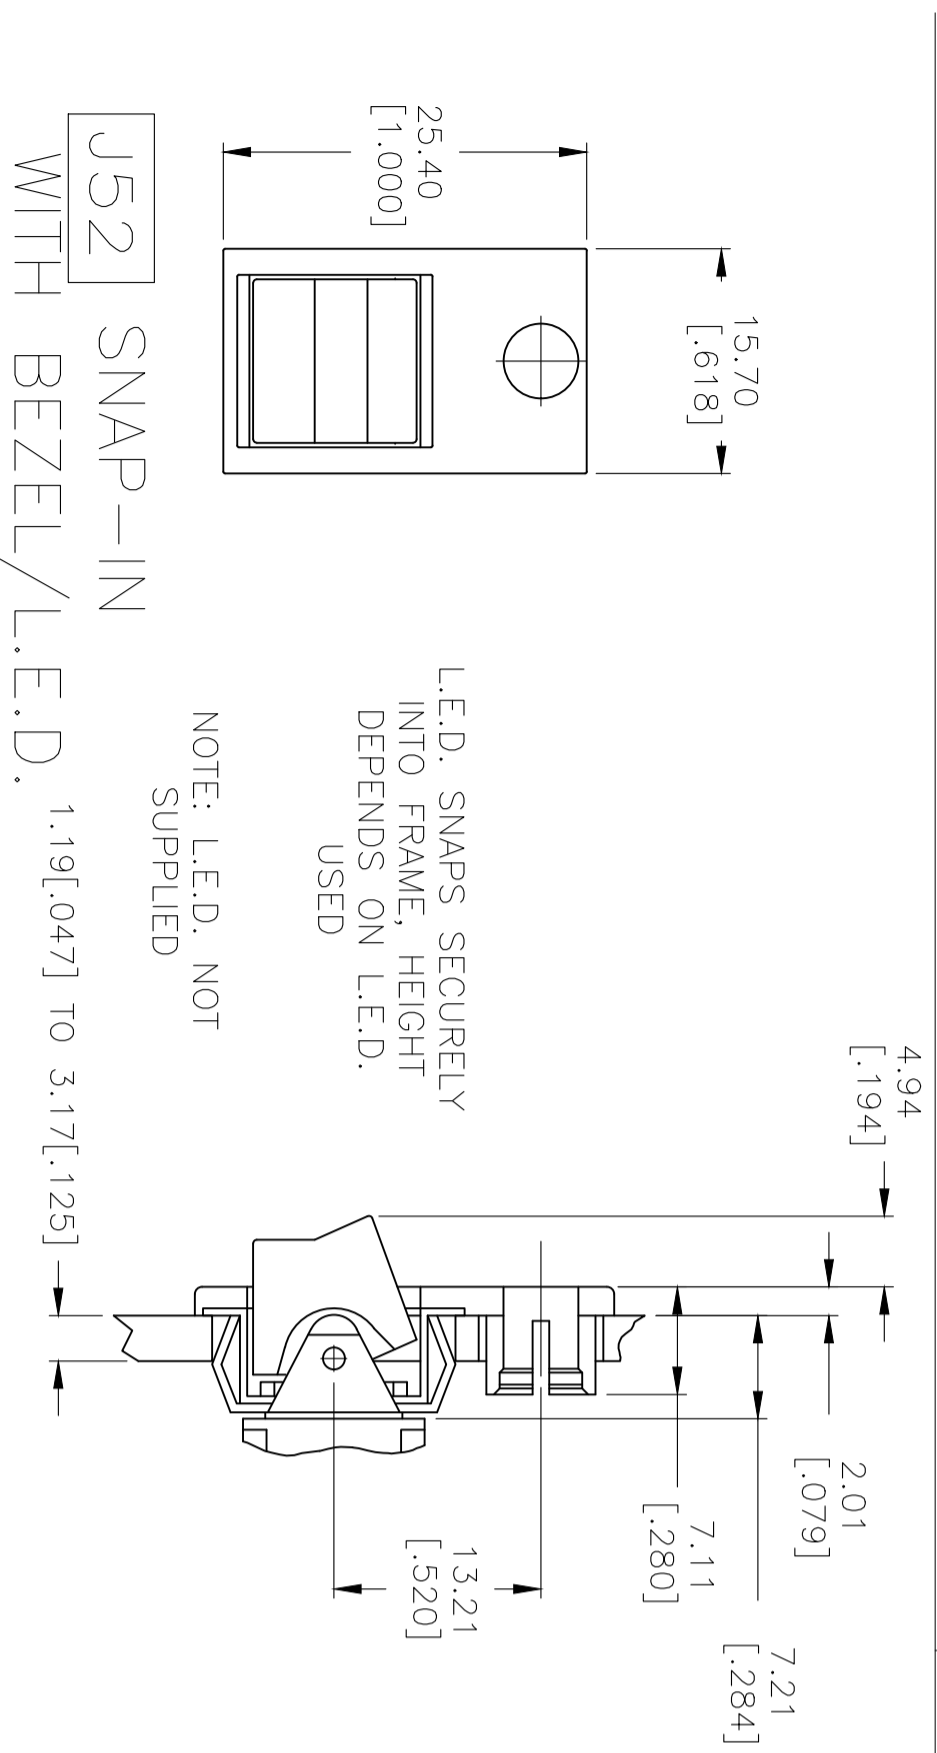 4.94
[.194]
2.01
[.079]
7.21
[.284]
15.70
[.618]
7.11
[.280]
25.40
[1.000]
L.E.D. SNAPS SECURELY
INTO FRAME, HEIGHT
DEPENDS ON L.E.D.
USED
13.21
[.520]
NOTE: L.E.D. NOT
SUPPLIED
J52 SNAP-IN
WITH BEZEL/L.E.D.
1.19[.047] TO 3.17[.125]